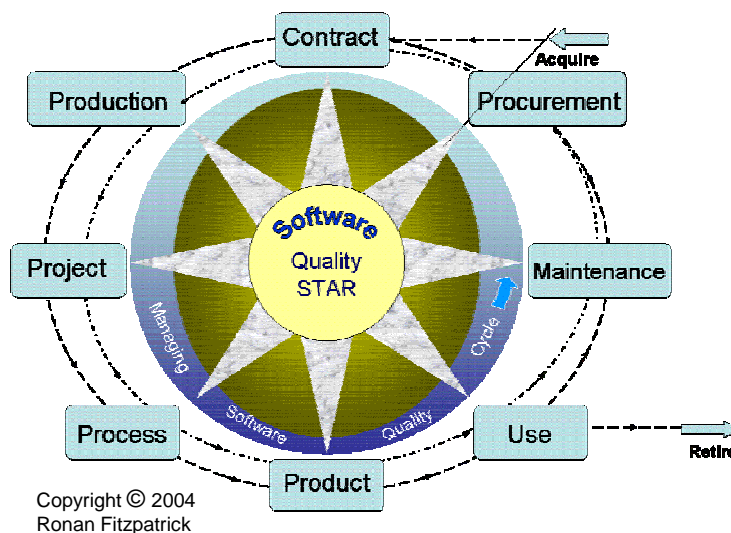 Contract
Acquire
Production
Procurement
Software
Quality
STAR
Project
Maintenance
Managing
Software
Quality
Cycle
Process
Product
Use
Retire
Copyright © 2004
Ronan Fitzpatrick